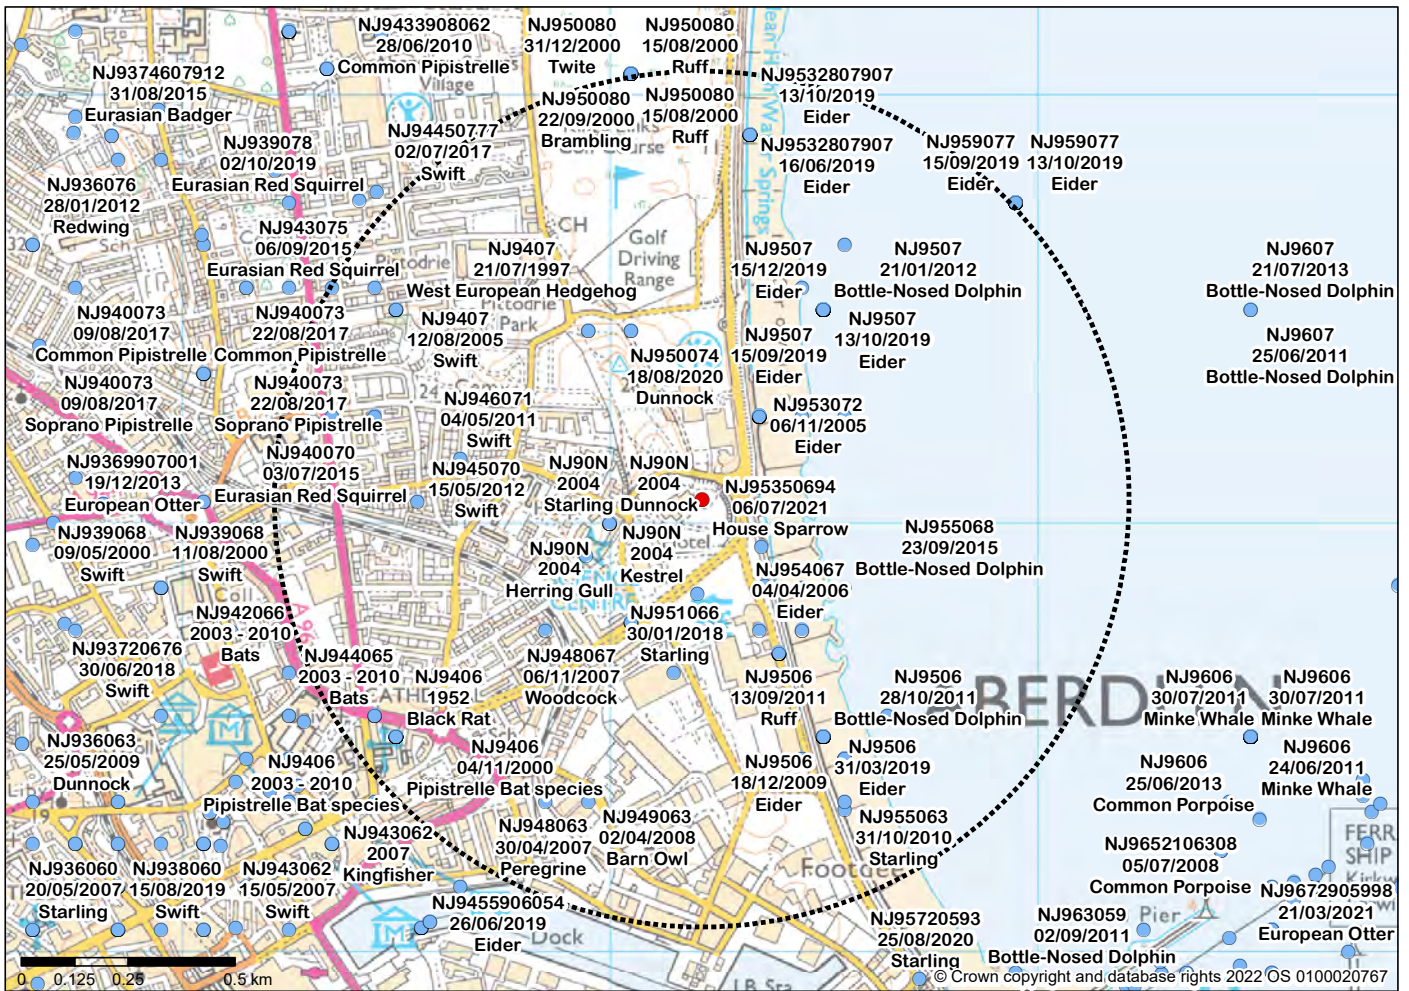 NJ9433908062
28/06/2010
Common Pipistrelle
NJ950080
31/12/2000
Twite
NJ950080
15/08/2000
Ruff
NJ9374607912
31/08/2015
Eurasian Badger
Village
NJ950080
22/09/2000
Brambling
NJ950080
15/08/2000
Ruff
NJ9532807907
13/10/2019
Eider
NJ939078
02/10/2019
Eurasian Red Squirrel
NJ94450777
02/07/2017
Swift
NJ9532807907
16/06/2019
Eider
NJ959077
15/09/2019
Eider
NJ959077
13/10/2019
Eider
NJ936076
28/01/2012
Redwing
Sch
NJ943075
06/09/2015
Eurasian Red Squirrel
NJ9407
21/07/1997
West European Hedgehog
CH
Golf
Driving
Range
NJ9507
15/12/2019
Eider
NJ9507
21/01/2012
Bottle-Nosed Dolphin
NJ9607
21/07/2013
Bottle-Nosed Dolphin
Pittodrie
Park
NJ940073
09/08/2017
Common Pipistrelle
NJ940073
22/08/2017
Common Pipistrelle
NJ9407
12/08/2005
Swift
NJ950074
18/08/2020
Dunnock
NJ9507
15/09/2019
Eider
NJ9507
13/10/2019
Eider
NJ9607
25/06/2011
Bottle-Nosed Dolphin
NJ940073
09/08/2017
Soprano Pipistrelle
NJ940073
22/08/2017
Soprano Pipistrelle
NJ946071
04/05/2011
Swift
NJ953072
06/11/2005
Eider
NJ9369907001
19/12/2013
European Otter
NJ940070
03/07/2015
Eurasian Red Squirrel
NJ945070
15/05/2012
Swift
NJ90N
2004
Starling
NJ90N
2004
Dunnock
NJ95350694
06/07/2021
House Sparrow
NJ939068
09/05/2000
Swift
NJ939068
11/08/2000
Swift
NJ90N
2004
Herring Gull
NJ90N
2004
Kestrel
NJ955068
23/09/2015
Bottle-Nosed Dolphin
NJ954067
04/04/2006
Eider
Coll
A 96
NJ942066
2003 - 2010
Bats
NJ951066
30/01/2018
Starling
NJ93720676
30/06/2018
Swift
NJ944065
2003 - 2010
Bats
NJ9406
1952
Black Rat
NJ948067
06/11/2007
Woodcock
NJ9506
13/09/2011
Ruff
NJ9506
28/10/2011
Bottle-Nosed Dolphin
ABERDEEN
NJ9606
30/07/2011
Minke Whale
NJ9606
30/07/2011
Minke Whale
NJ936063
25/05/2009
Dunnock
NJ9406
2003 - 2010
Pipistrelle Bat species
NJ9406
04/11/2000
Pipistrelle Bat species
NJ9506
18/12/2009
Eider
NJ9506
31/03/2019
Eider
NJ9606
25/06/2013
Common Porpoise
NJ9606
24/06/2011
Minke Whale
19
NJ943062
2007
Kingfisher
NJ948063
30/04/2007
Peregrine
NJ949063
02/04/2008
Barn Owl
NJ955063
31/10/2010
Starling
Footdee
FERR
SHIP
NJ9652106308
05/07/2008
Common Porpoise
NJ936060
20/05/2007
Starling
NJ938060
15/08/2019
Swift
NJ943062
15/05/2007
Swift
NJ9455906054
26/06/2019
Eider
Dock
NJ95720593
25/08/2020
Starling
NJ963059
02/09/2011
Bottle-Nosed Dolphin
Pier
NJ9672905998
21/03/2021
European Otter
0 0.125 0.25 0.5 km
LB Sta
© Crown copyright and database rights 2022 OS 0100020767